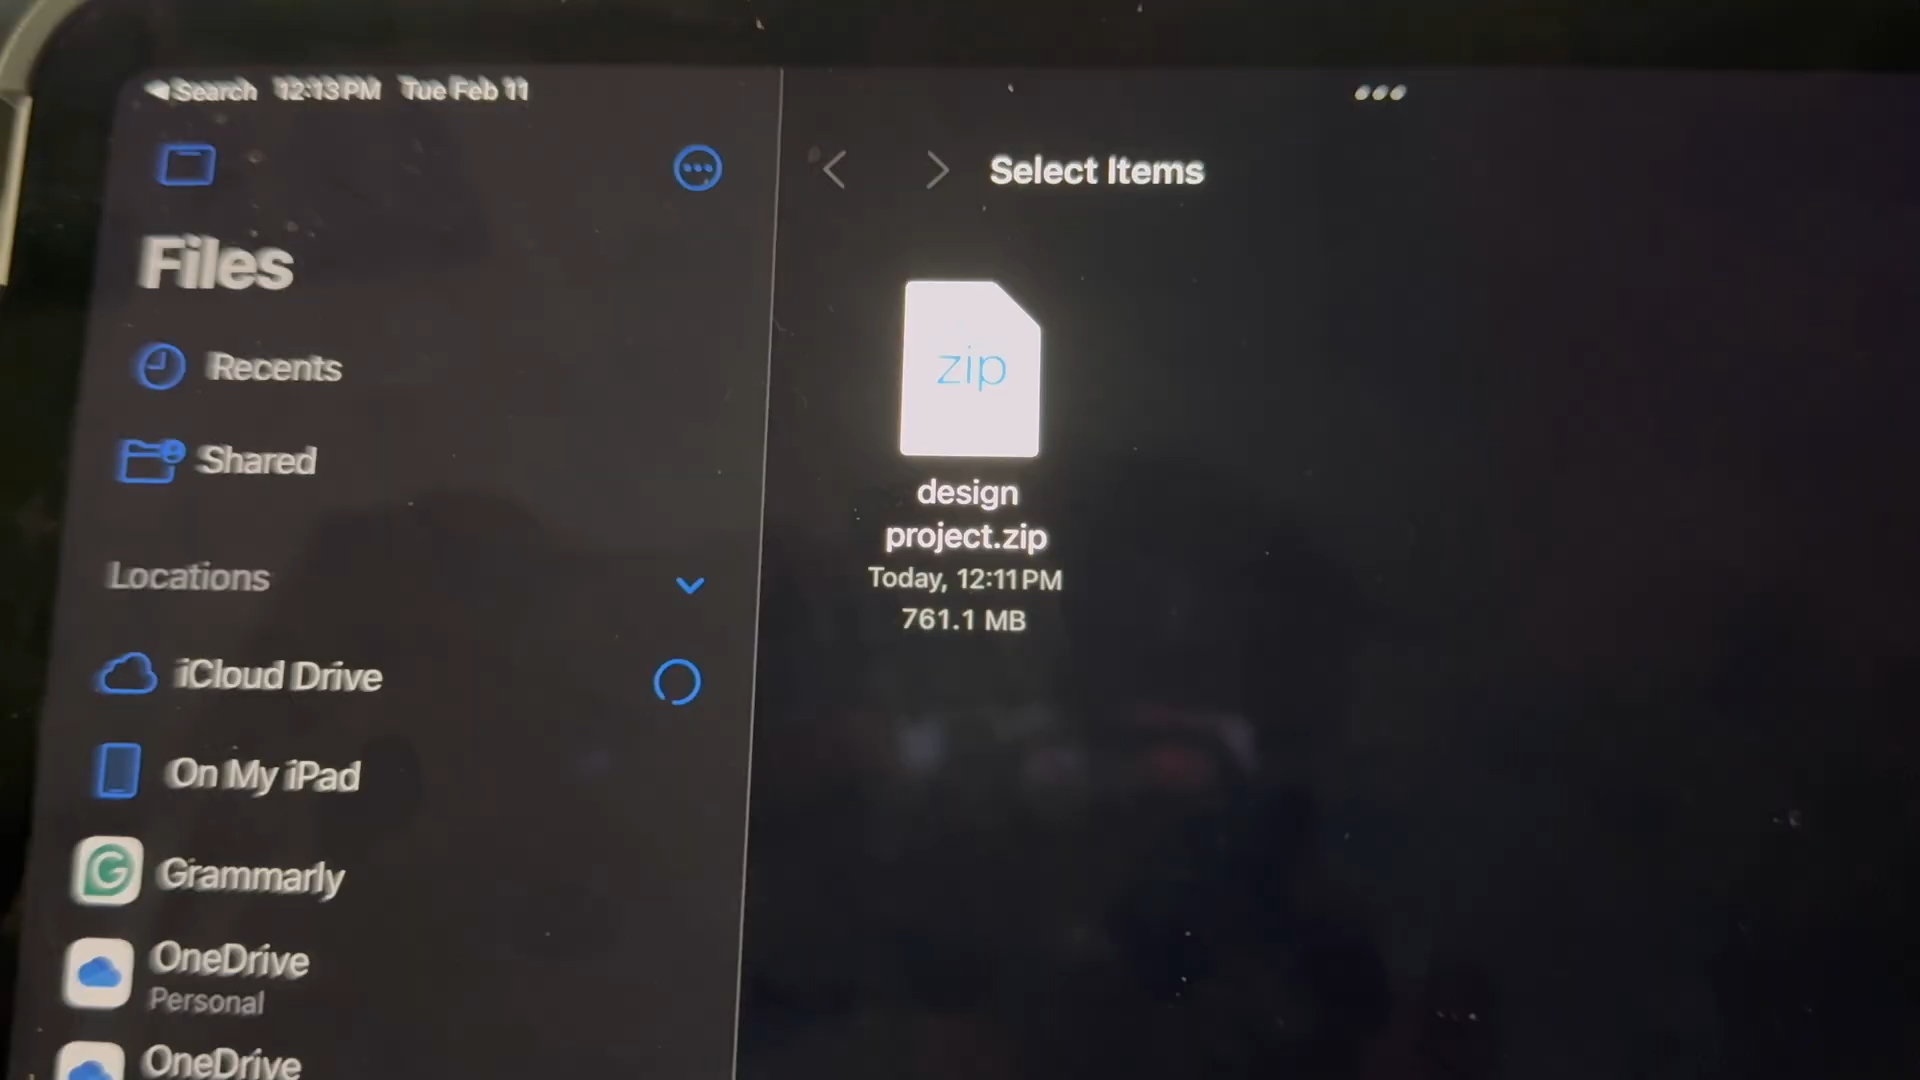 Search 12:13 PM Tue Feb 11
Files
Recents
Shared
Locations
iCloud Drive
On My iPad
Grammarly
OneDrive
Personal
OneDrive
Select Items
zip
design
project.zip
Today, 12:11 PM
761.1 MB